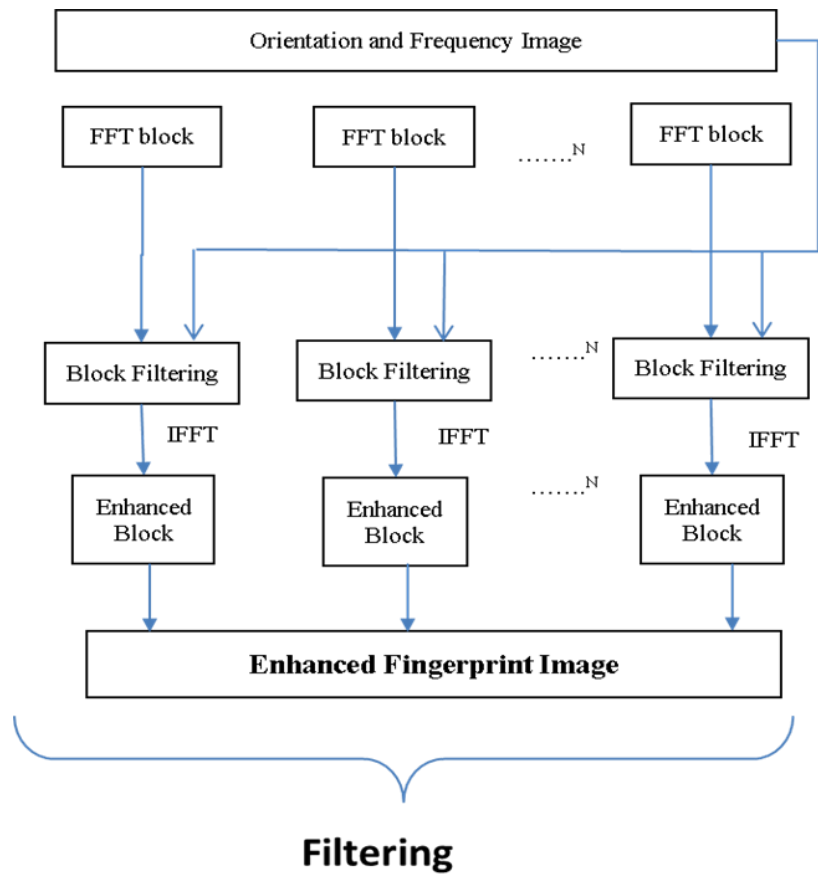 Orientation and Frequency Image
FFT block
FFT block
.......N
FFT block
Block Filtering
Block Filtering
.......N
Block Filtering
IFFT
IFFT
IFFT
Enhanced
Block
Enhanced
Block
.......N
Enhanced
Block
Enhanced Fingerprint Image
Filtering